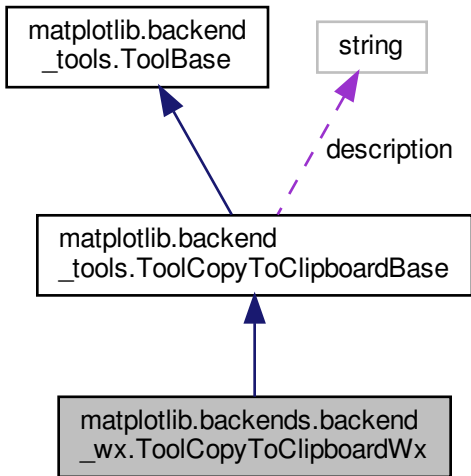 matplotlib.backend
_tools.ToolBase
string
description
matplotlib.backend
_tools.ToolCopyToClipboardBase
matplotlib.backends.backend
_wx.ToolCopyToClipboardWx